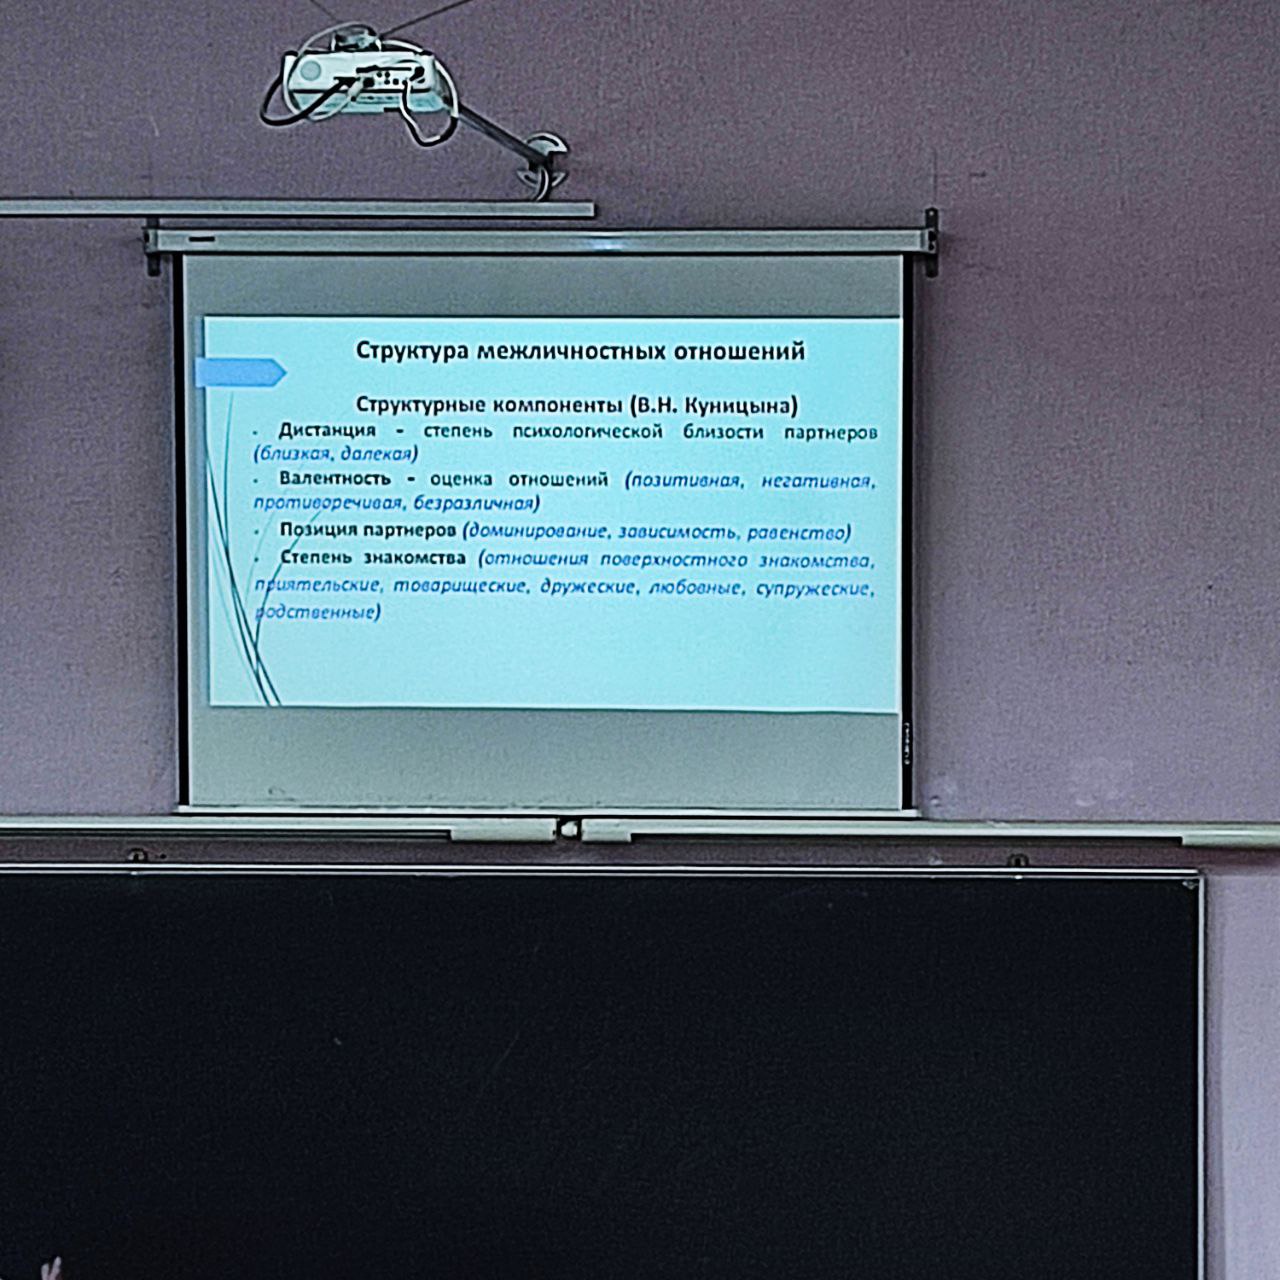 Структура межличностных отношений
Структурные компоненты (В.Н. Куницына)
• Дистанция - степень психологической близости партнеров
(близкая, далекая)
• Валентность - оценка отношений (позитивная, негативная,
противоречивая, безразличная)
• Позиция партнеров (доминирование, зависимость, равенство)
• Степень знакомства (отношения поверхностного знакомства,
приятельские, товарищеские, дружеские, любовные, супружеские,
родственные)